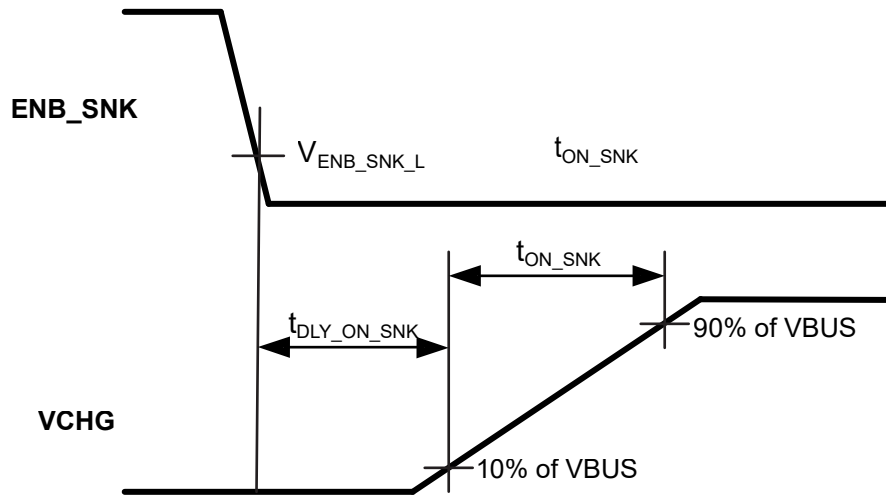 ENB_SNK
VENB_SNK_L
tON_SNK
tON_SNK
tDLY_ON_SNK
90% of VBUS
VCHG
10% of VBUS